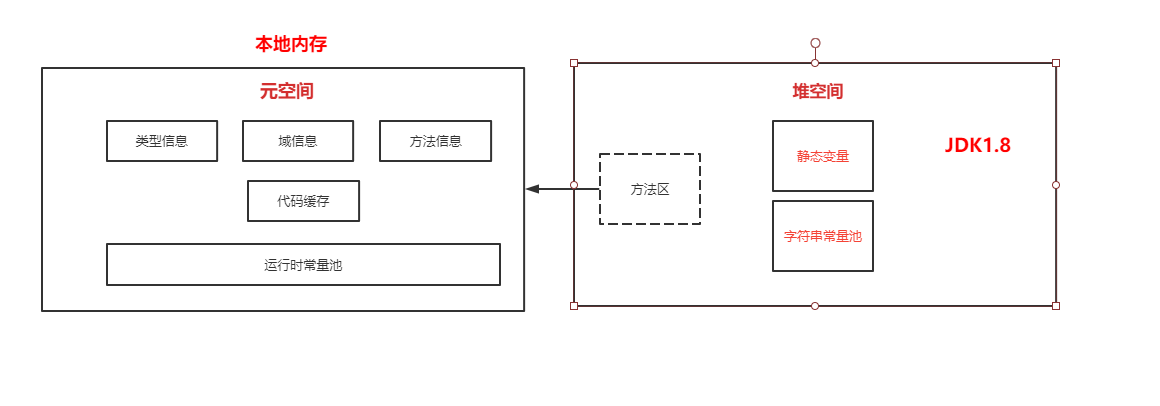 本地内存
元空间
类型信息
域信息
方法信息
代码缓存
运行时常量池
堆空间
JDK1.8
方法区
静态变量
字符串常量池